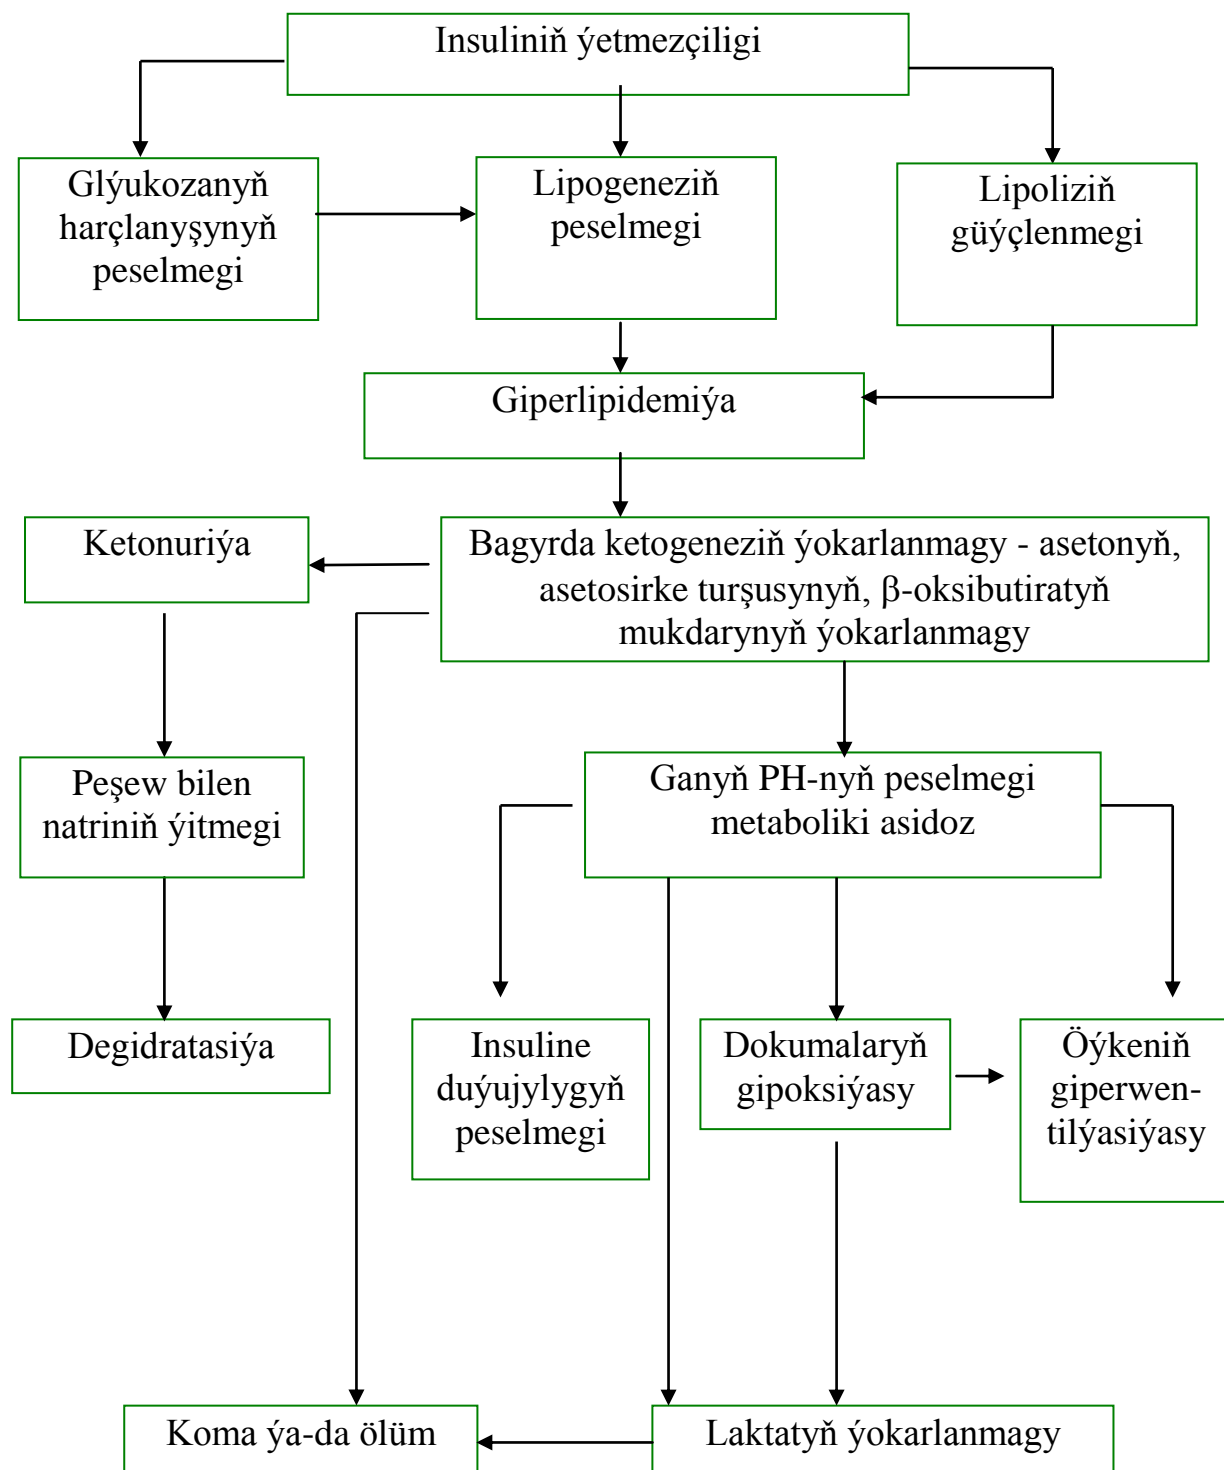 Insuliniň ýetmezçiligi
Glýukozanyň
harçlanyşynyň
peselmegi
Lipogeneziň
peselmegi
Lipoliziň
güýçlenmegi
Giperlipidemiýa
Ketonuriýa
Bagyrda ketogeneziň ýokarlanmagy - asetonyň,
asetosirke turşusynyň, β-oksibutiratyň
mukdarynyň ýokarlanmagy
Peşew bilen
natriniň ýitmegi
Ganyň PH-nyň peselmegi
metaboliki asidoz
Degidratasiýa
Insuline
duýujylygyň
peselmegi
Dokumalaryň
gipoksiýasy
Öýkeniň
giperwen-
tilýasiýasy
Koma ýa-da ölüm
Laktatyň ýokarlanmagy